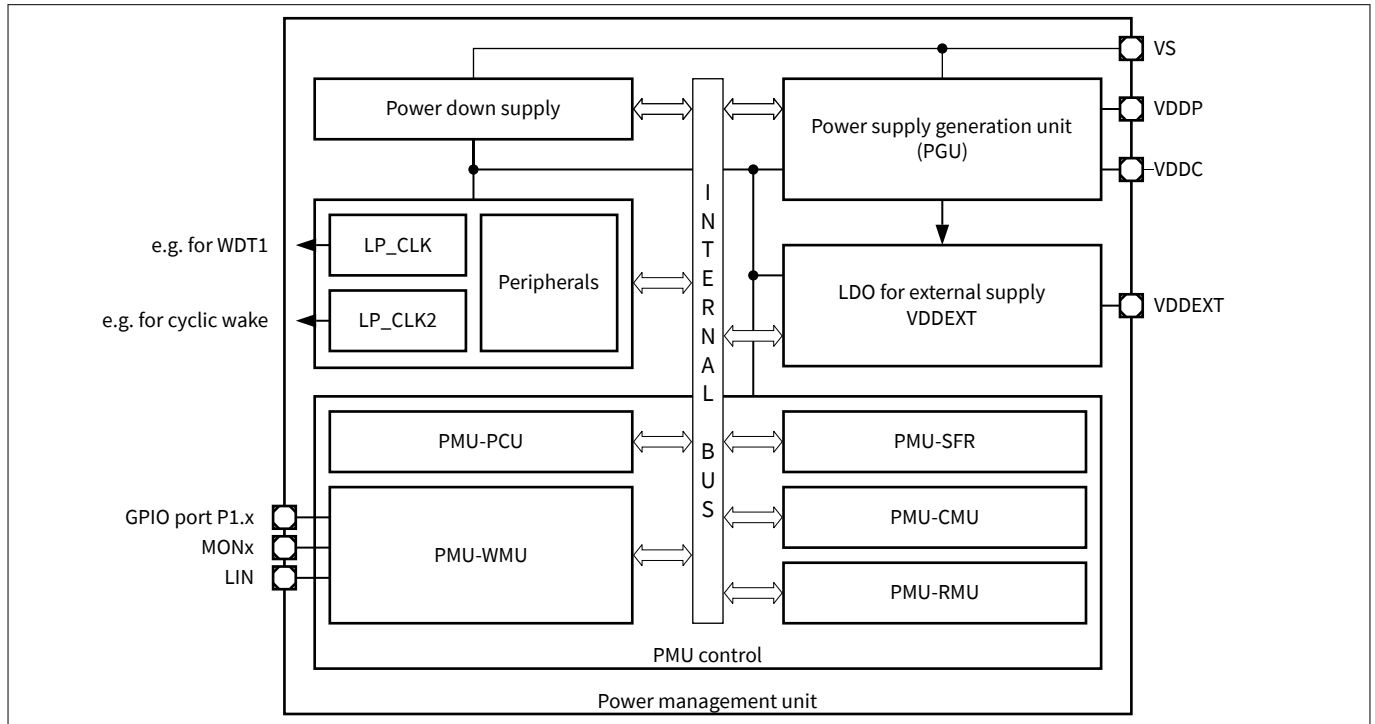 VS
Power down supply
Power supply generation unit
(PGU)
VDDP
VDDC
INTERNAL BUS
e.g. for WDT1
LP_CLK
Peripherals
e.g. for cyclic wake
LP_CLK2
LDO for external supply
VDDEXT
VDDEXT
PMU-PCU
PMU-SFR
GPIO port P1.x
MONx
LIN
PMU-WMU
PMU-CMU
PMU-RMU
PMU control
Power management unit